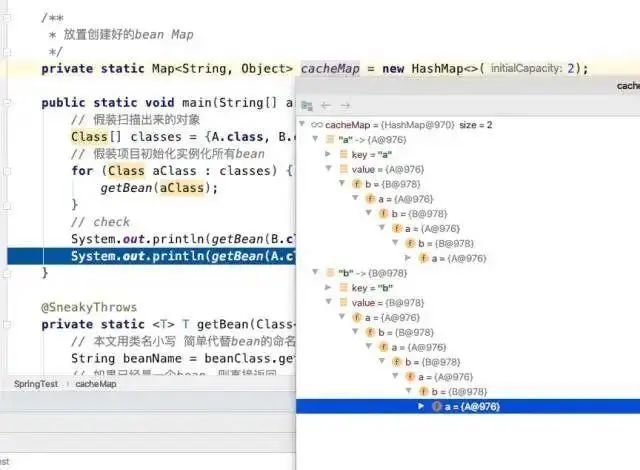 /**
* 放置创建好的bean Map
*/
private static Map<String, Object> cacheMap = new HashMap<>( initialCapacity: 2);
public static void main(String[] a
// 假装扫描出来的对象
Class[] classes = {A.class, B.c
// 假装项目初始化实例化所有bean
for (Class aClass : classes) {
getBean(aClass);
}
// check
System.out.println(getBean(B.cl
System.out.println(getBean(A.cl
}
@SneakyThrows
private static <T> T getBean(Class<
// 本文用类名小写 简单代替bean的命名
String beanName = beanClass.get
// 如果已经是一个bean，则直接返回
SpringTest > cacheMap
est
cache
cacheMap = {HashMap@970} size = 2
"a" -> {A@976}
key = "a"
value = {A@976}
b = {B@978}
a = {A@976}
b = {B@978}
a = {A@976}
b = {B@978}
a = {A@976}
"b" -> {B@978}
key = "b"
value = {B@978}
a = {A@976}
b = {B@978}
a = {A@976}
b = {B@978}
a = {A@976}
b = {B@978}
a = {A@976}